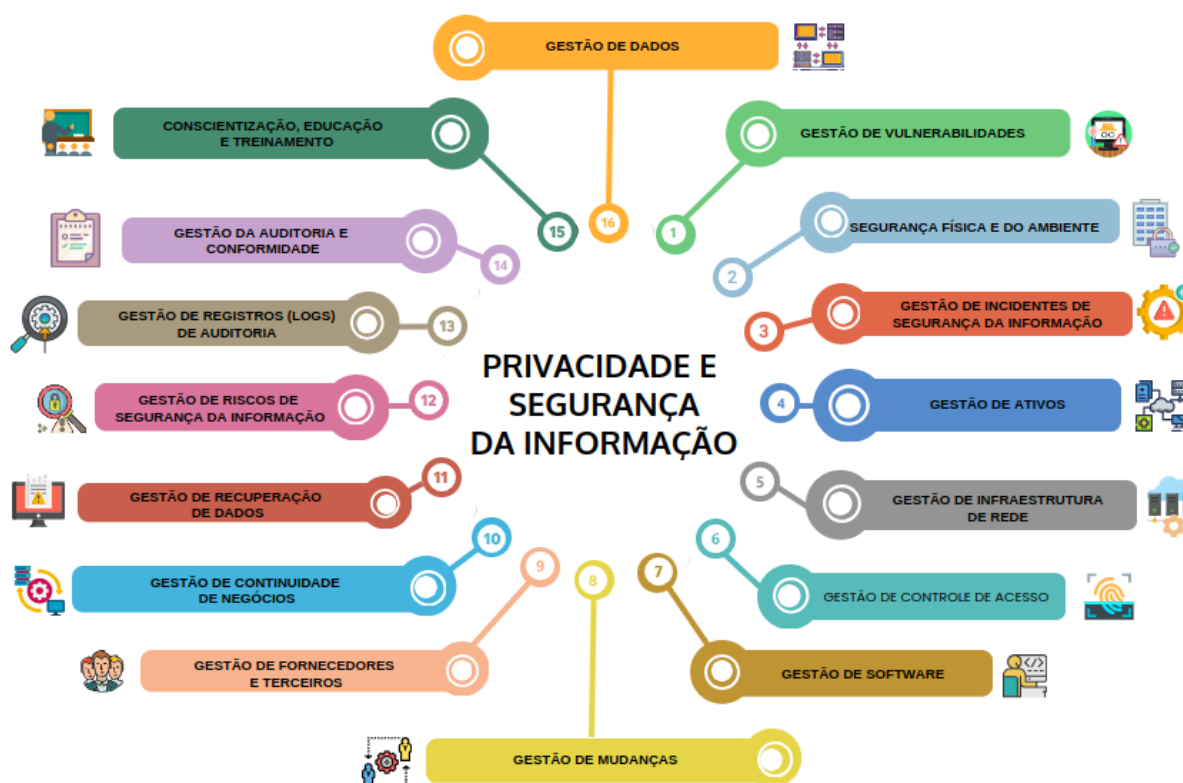 GESTÃO DE DADOS
16
GESTÃO DE VULNERABILIDADES
1
SEGURANÇA FÍSICA E DO AMBIENTE
2
GESTÃO DE INCIDENTES DE
SEGURANÇA DA INFORMAÇÃO
3
GESTÃO DE ATIVOS
4
GESTÃO DE INFRAESTRUTURA
DE REDE
5
GESTÃO DE CONTROLE DE ACESSO
6
GESTÃO DE SOFTWARE
7
GESTÃO DE MUDANÇAS
8
GESTÃO DE FORNECEDORES
E TERCEIROS
9
GESTÃO DE CONTINUIDADE
DE NEGÓCIOS
10
GESTÃO DE RECUPERAÇÃO
DE DADOS
11
GESTÃO DE RISCOS DE
SEGURANÇA DA INFORMAÇÃO
12
GESTÃO DE REGISTROS (LOGS)
DE AUDITORIA
13
GESTÃO DA AUDITORIA E
CONFORMIDADE
14
CONSCIENTIZAÇÃO, EDUCAÇÃO
E TREINAMENTO
15
PRIVACIDADE E
SEGURANÇA
DA INFORMAÇÃO